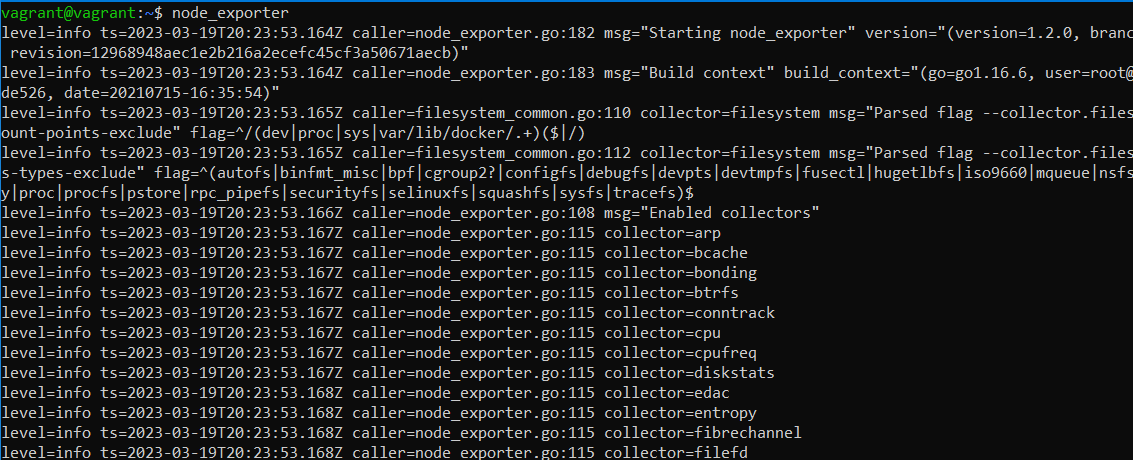 vagrant@vagrant:~$ node_exporter
level=info ts=2023-03-19T20:23:53.164Z caller=node_exporter.go:182 msg="Starting node_exporter" version="(version=1.2.0, branc
revision=12968948aec1e2b216a2ecefc45cf3a50671aecb)"
level=info ts=2023-03-19T20:23:53.164Z caller=node_exporter.go:183 msg="Build context" build_context="(go=go1.16.6, user=root@
de526, date=20210715-16:35:54)"
level=info ts=2023-03-19T20:23:53.165Z caller=filesystem_common.go:110 collector=filesystem msg="Parsed flag --collector.files
ount-points-exclude" flag=^/(dev|proc|sys|var/lib/docker/.+)($|/)
level=info ts=2023-03-19T20:23:53.165Z caller=filesystem_common.go:112 collector=filesystem msg="Parsed flag --collector.files
s-types-exclude" flag=^(autofs|binfmt_misc|bpf|cgroup2?|configfs|debugfs|devpts|devtmpfs|fusectl|hugetlbfs|iso9660|mqueue|nsfs
y|proc|procfs|pstore|rpc_pipefs|securityfs|selinuxfs|squashfs|sysfs|tracefs)$
level=info ts=2023-03-19T20:23:53.166Z caller=node_exporter.go:108 msg="Enabled collectors"
level=info ts=2023-03-19T20:23:53.167Z caller=node_exporter.go:115 collector=arp
level=info ts=2023-03-19T20:23:53.167Z caller=node_exporter.go:115 collector=bcache
level=info ts=2023-03-19T20:23:53.167Z caller=node_exporter.go:115 collector=bonding
level=info ts=2023-03-19T20:23:53.167Z caller=node_exporter.go:115 collector=btrfs
level=info ts=2023-03-19T20:23:53.167Z caller=node_exporter.go:115 collector=conntrack
level=info ts=2023-03-19T20:23:53.167Z caller=node_exporter.go:115 collector=cpu
level=info ts=2023-03-19T20:23:53.167Z caller=node_exporter.go:115 collector=cpufreq
level=info ts=2023-03-19T20:23:53.167Z caller=node_exporter.go:115 collector=diskstats
level=info ts=2023-03-19T20:23:53.168Z caller=node_exporter.go:115 collector=edac
level=info ts=2023-03-19T20:23:53.168Z caller=node_exporter.go:115 collector=entropy
level=info ts=2023-03-19T20:23:53.168Z caller=node_exporter.go:115 collector=fibrechannel
level=info ts=2023-03-19T20:23:53.168Z caller=node_exporter.go:115 collector=filefd